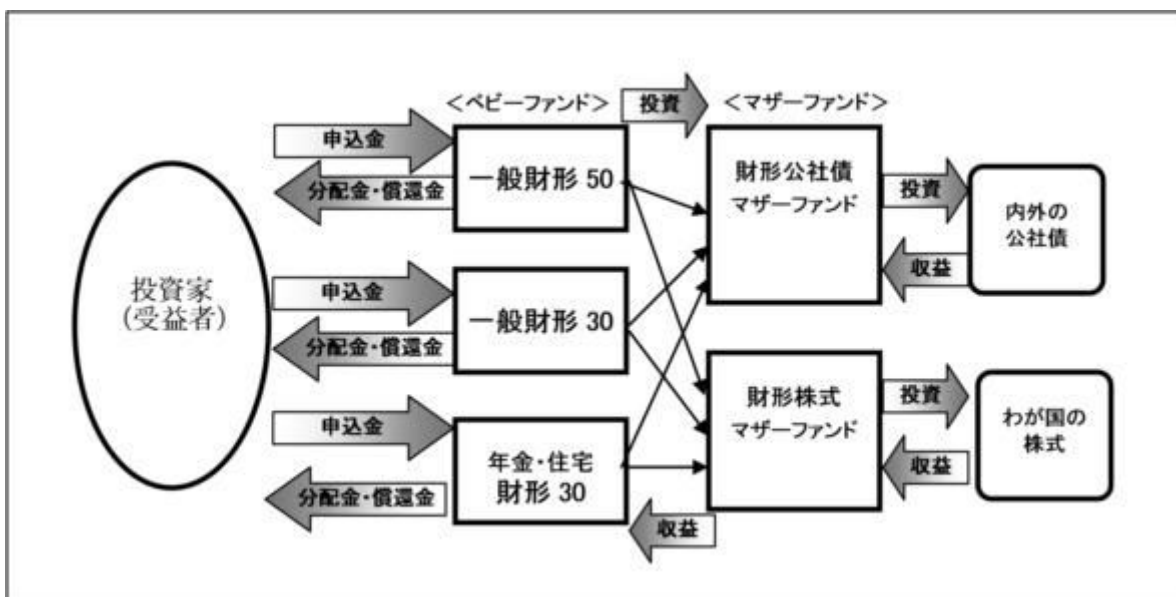 <ベビーファンド>
投資
<マザーファンド>
申込金
分配金・償還金
一般財形 50
財形公社債
マザーファンド
投資
収益
内外の
公社債
投資家
（受益者）
申込金
分配金・償還金
一般財形 30
申込金
分配金・償還金
年金・住宅
財形 30
収益
財形株式
マザーファンド
投資
収益
わが国の
株式